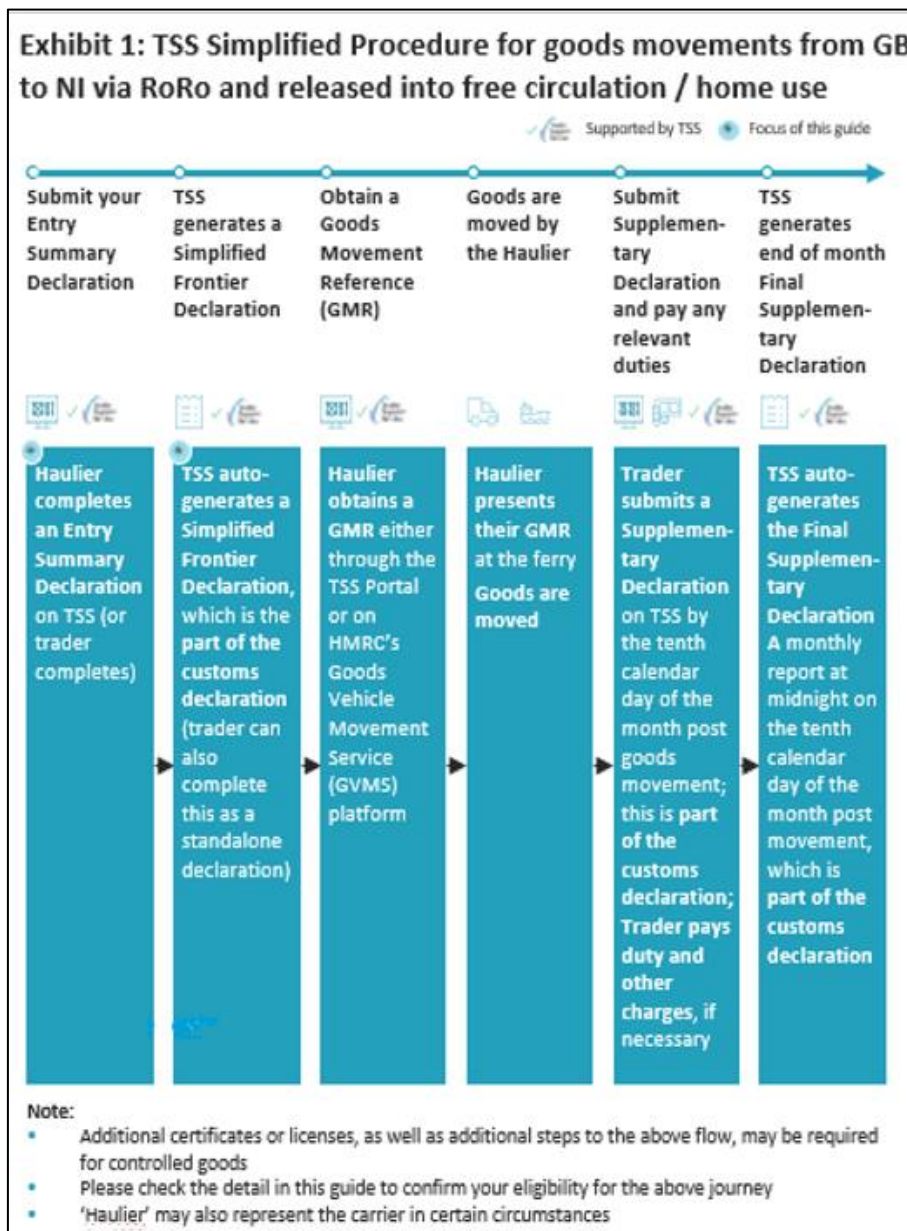 Exhibit 1: TSS Simplified Procedure for goods movements from GB
to NI via RoRo and released into free circulation / home use
Supported by TSS
Focus of this guide
Submit your
Entry
Summary
Declaration
TSS
generates a
Simplified
Frontier
Declaration
Obtain a
Goods
Movement
Reference
(GMR)
Goods are
moved by
the Haulier
Submit
Supplemen-
tary
Declaration
and pay any
relevant
duties
TSS
generates
end of month
Final
Supplemen-
tary
Declaration
Haulier
completes
an Entry
Summary
Declaration
on TSS (or
trader
completes)
TSS auto-
generates a
Simplified
Frontier
Declaration,
which is the
part of the
customs
declaration
(trader can
also
complete
this as a
standalone
declaration)
Haulier
obtains a
GMR either
through the
TSS Portal
or on
HMRC's
Goods
Vehicle
Movement
Service
(GVMS)
platform
Haulier
presents
their GMR
at the ferry
Goods are
moved
Trader
submits a
Supplemen-
tary
Declaration
on TSS by
the tenth
calendar
day of the
month post
goods
movement;
this is part
of the
customs
declaration;
Trader pays
duty and
other
charges, if
necessary
TSS auto-
generates
the Final
Supplemen-
tary
Declaration
A monthly
report at
midnight on
the tenth
calendar
day of the
month post
movement,
which is
part of the
customs
declaration
Note:
Additional certificates or licenses, as well as additional steps to the above flow, may be required
for controlled goods
Please check the detail in this guide to confirm your eligibility for the above journey
'Haulier' may also represent the carrier in certain circumstances